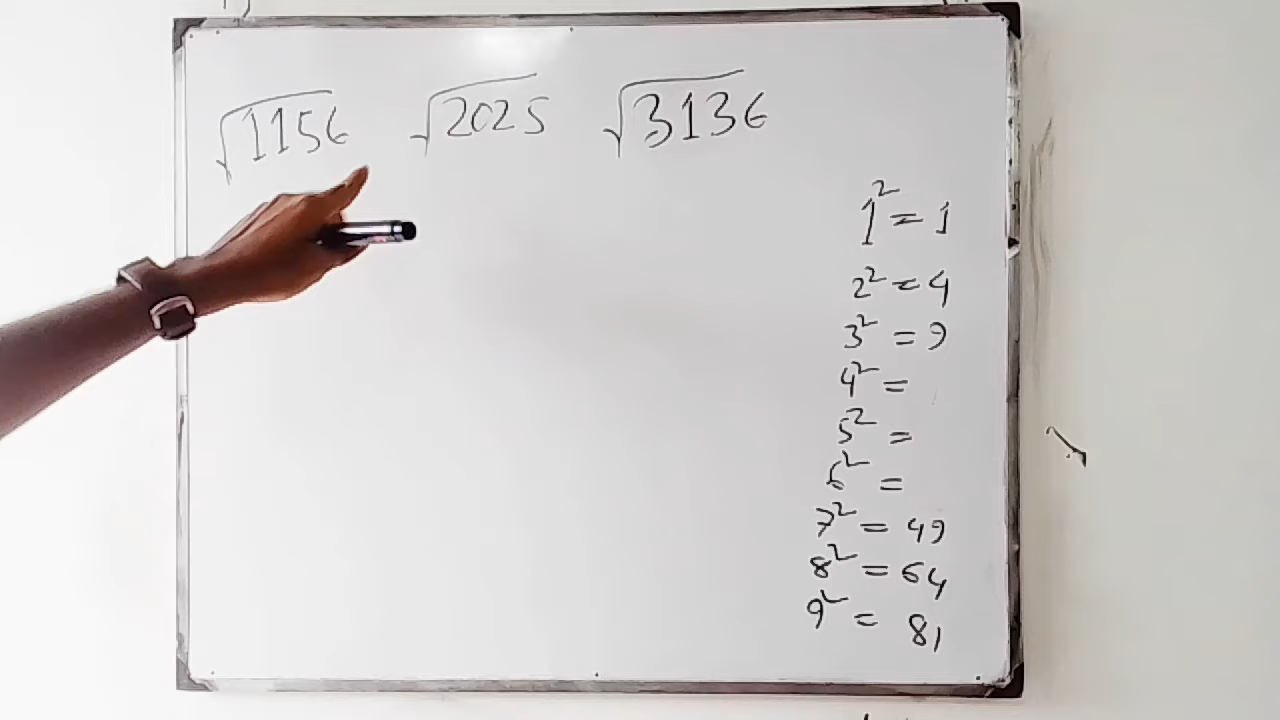 √1156 √2025 √3136
1² = 1
2² = 4
3² = 9
4² =
5² =
6² =
7² = 49
8² = 64
9² = 81